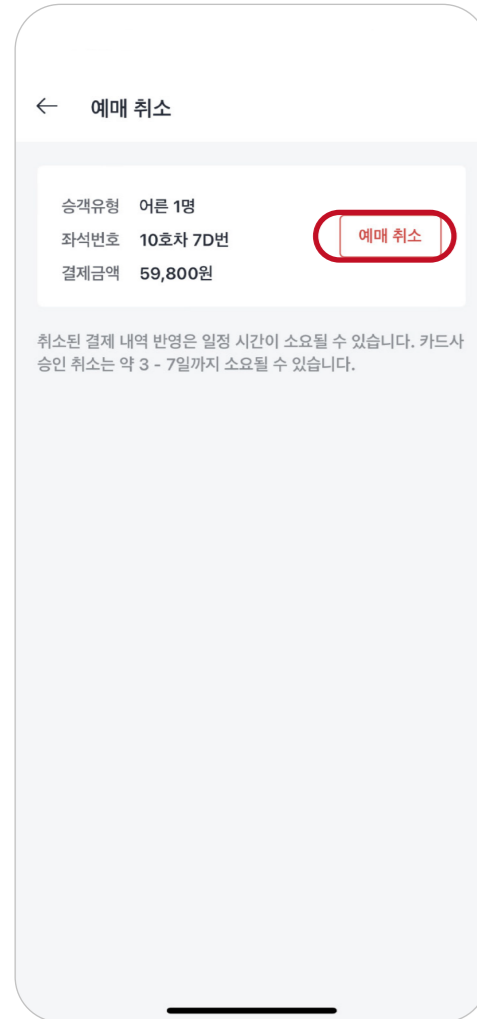 예매 취소
승객유형 어른 1명
좌석번호 10호차 7D번
예매 취소
결제금액 59,800원
취소된 결제 내역 반영은 일정 시간이 소요될 수 있습니다. 카드사
승인 취소는 약 3 - 7일까지 소요될 수 있습니다.